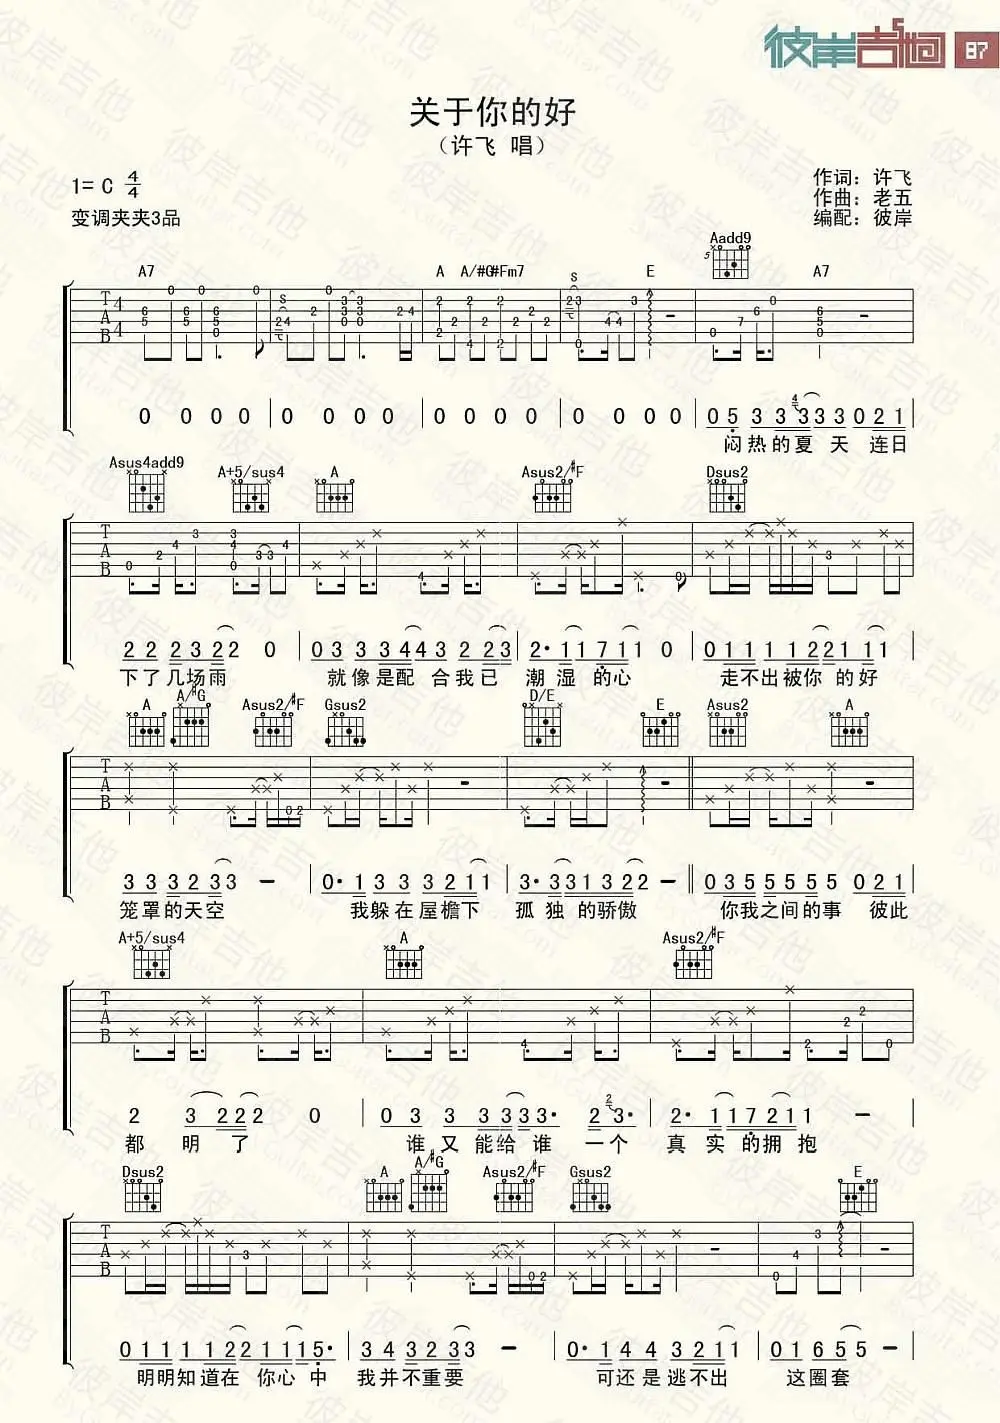 彼岸吉他 87
关于你的好
（许飞 唱）
1= C 4/4
变调夹夹3品
作词：许飞
作曲：老五
编配：彼岸
Aadd9
A7 A A/#G #Fm7 E A7
0 0 0 0 0 0 0 0 0 0 0 0 0 0 0 0 0 5 3 3 3 3 3 0 2 1
闷热的夏 天 连日
Asus4add9 A+5/sus4 A Asus2/#F Dsus2
2 2 2 3 2 2 0 0 3 3 3 4 4 3 2 2 3 2· 1 1 7 1 1 0 0 1 1 1 1 2 2 1 1 1
下了几场雨 就像是配 合我已 潮 湿 的心 走不出被你 的好
A A/#G Asus2/#F Gsus2 D/E E Asus2 A
3 3 3 2 3 3 — 0· 1 3 3 3 2 1 1 3· 3 3 1 3 2 2 — 0 3 5 5 5 5 5 0 2 1
笼罩的天空 我躲在屋檐下 孤 独 的骄傲 你我之间的事 彼此
A+5/sus4 A Asus2/#F
2 3 2 2 2 0 0 3 3 3 3 3 3· 2 3· 2· 1 1 7 2 1 1 —
都 明 了 谁 又 能给 谁 一个 真 实 的拥 抱
Dsus2 A A/#G Asus2/#F Gsus2 E
0 1 1 1 1 1 2 2 1 1 1 1 5· 3 4 3 2 3 3 — 0· 1 4 4 3 2 1 1 0 1 6 5 5 —
明明知道在 你心 中 我并不重要 可还是逃不出 这圈套